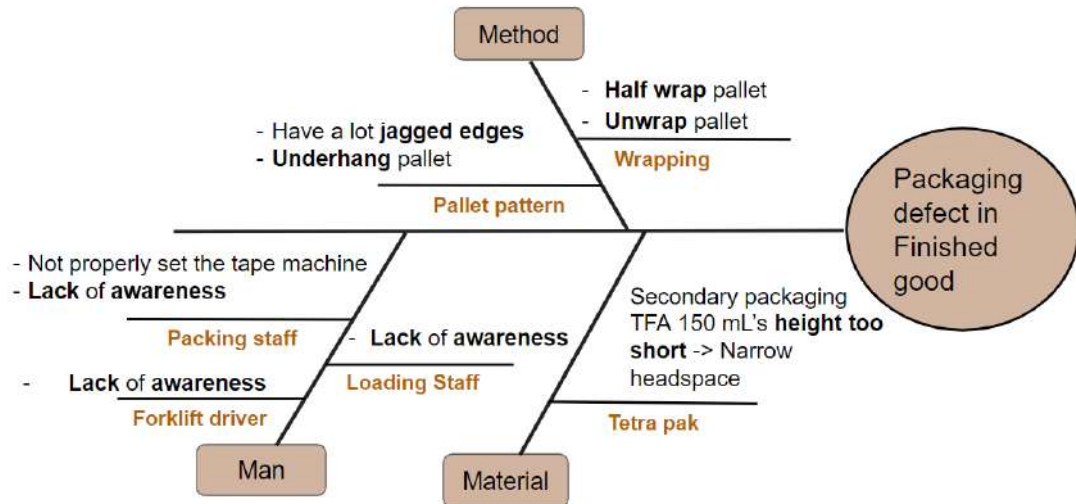 Method
- Half wrap pallet
- Unwrap pallet
Wrapping
- Have a lot jagged edges
- Underhang pallet
Pallet pattern
Packaging
defect in
Finished
good
- Not properly set the tape machine
- Lack of awareness
Packing staff
- Lack of awareness
Loading Staff
- Lack of awareness
Forklift driver
Man
Secondary packaging
TFA 150 mL's height too
short -> Narrow
headspace
Tetra pak
Material